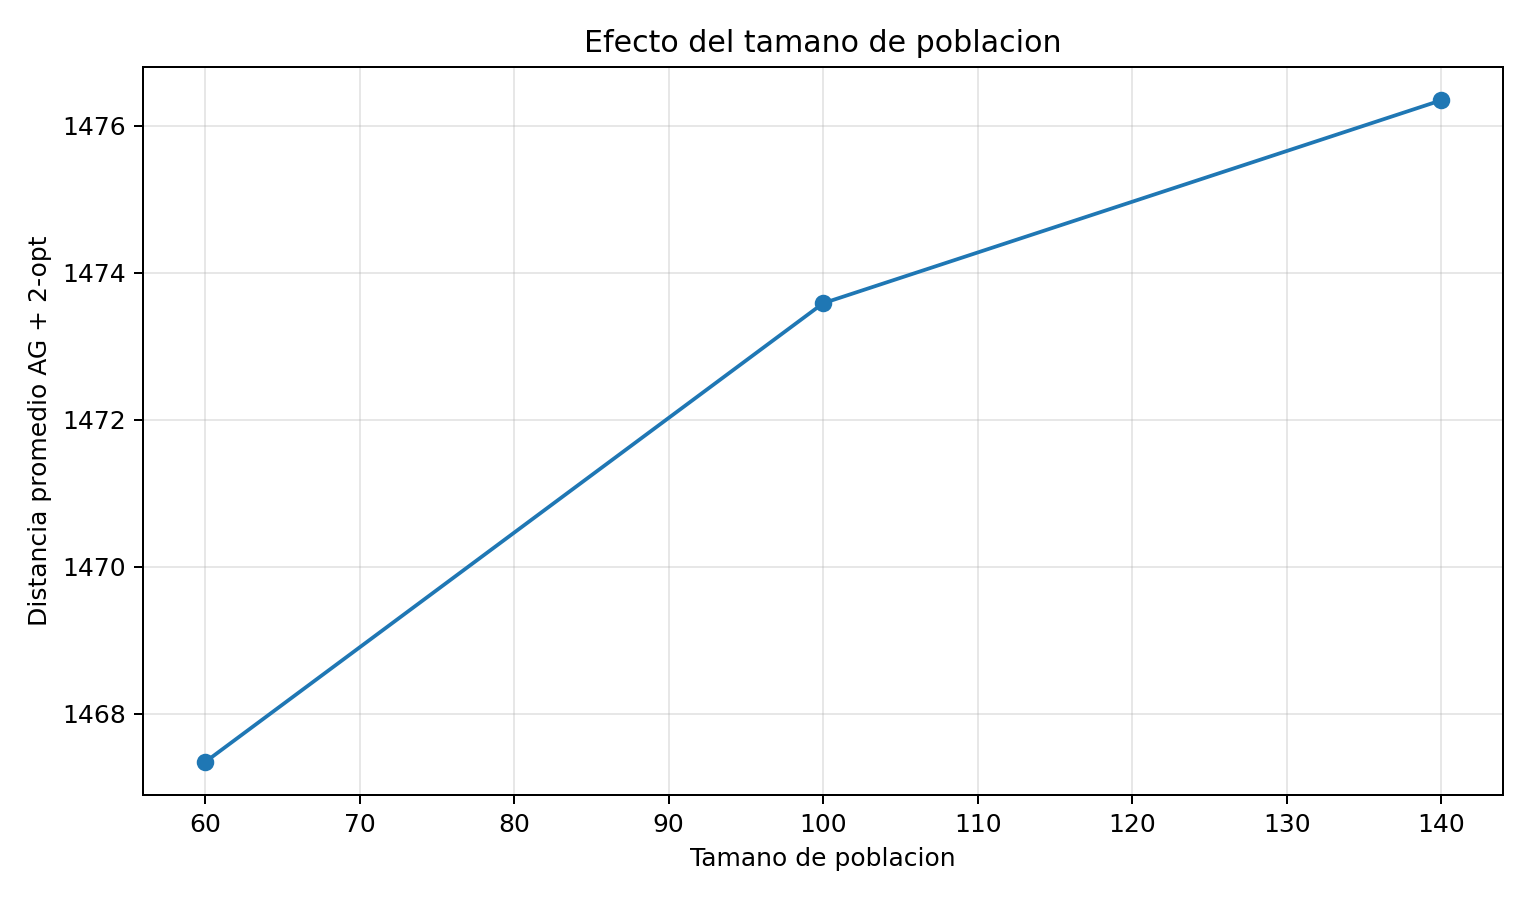 Efecto del tamano de poblacion
Distancia promedio AG + 2-opt
1476
1474
1472
1470
1468
60 70 80 90 100 110 120 130 140
Tamano de poblacion